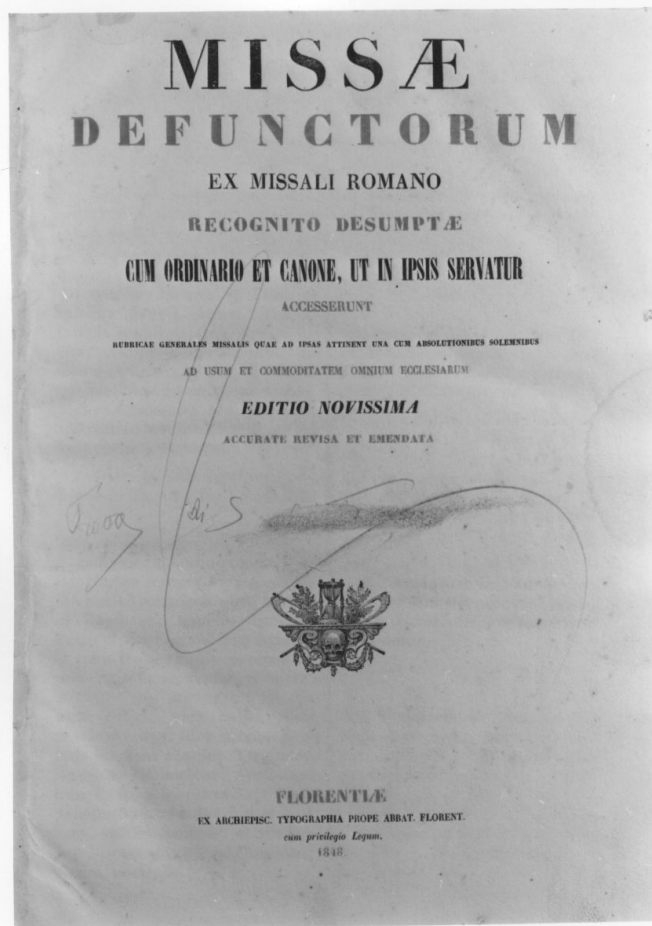 MISSÆ
DEFUNCTORUM
EX MISSALI ROMANO
RECOGNITO DESUMPTÆ
CUM ORDINARIO ET CANONE, UT IN IPSIS SERVATUR
ACCESSERUNT
RUBRICAE GENERALES MISSALIS QUAE AD IPSAS ATTINENT UNA CUM ABSOLUTIONIBUS SOLEMNIBUS
AD USUM ET COMMODITATEM OMNIUM ECCLESIARUM
EDITIO NOVISSIMA
ACCURATE REVISA ET EMENDATA
di S
FLORENTIÆ
EX ARCHIEPISC. TYPOGRAPHIA PROPE ABBAT. FLORENT.
cum privilegio Legum.
1848